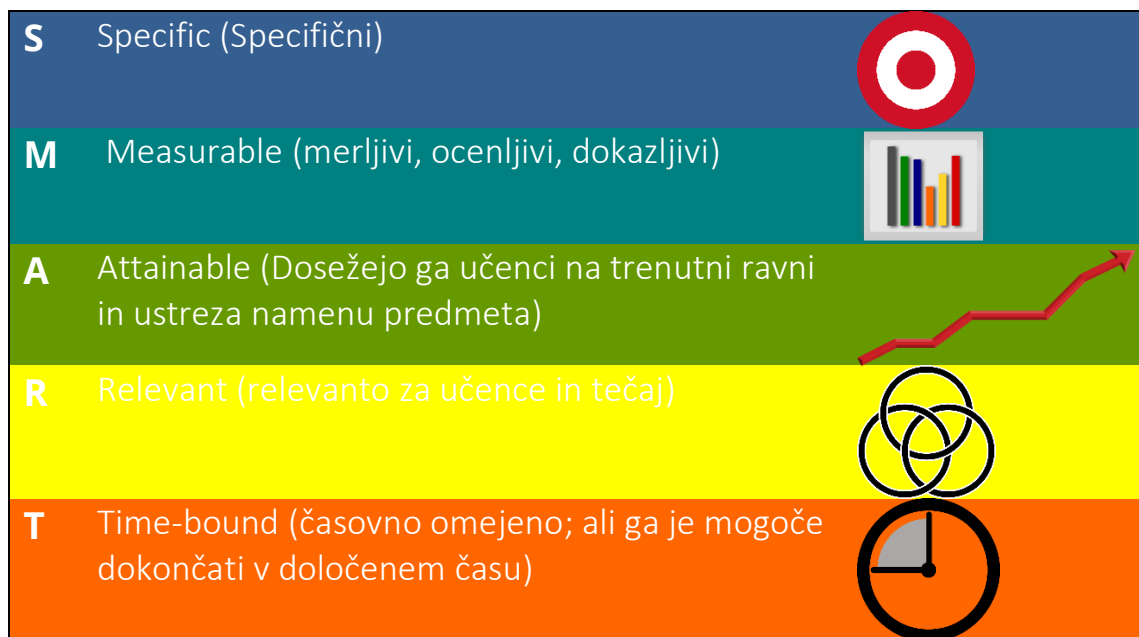 S Specific (Specifični)
M Measurable (merljivi, ocenljivi, dokazljivi)
A Attainable (Dosežejo ga učenci na trenutni ravni
in ustreza namenu predmeta)
R Relevant (relevanto za učence in tečaj)
T Time-bound (časovno omejeno; ali ga je mogoče
dokončati v določenem času)